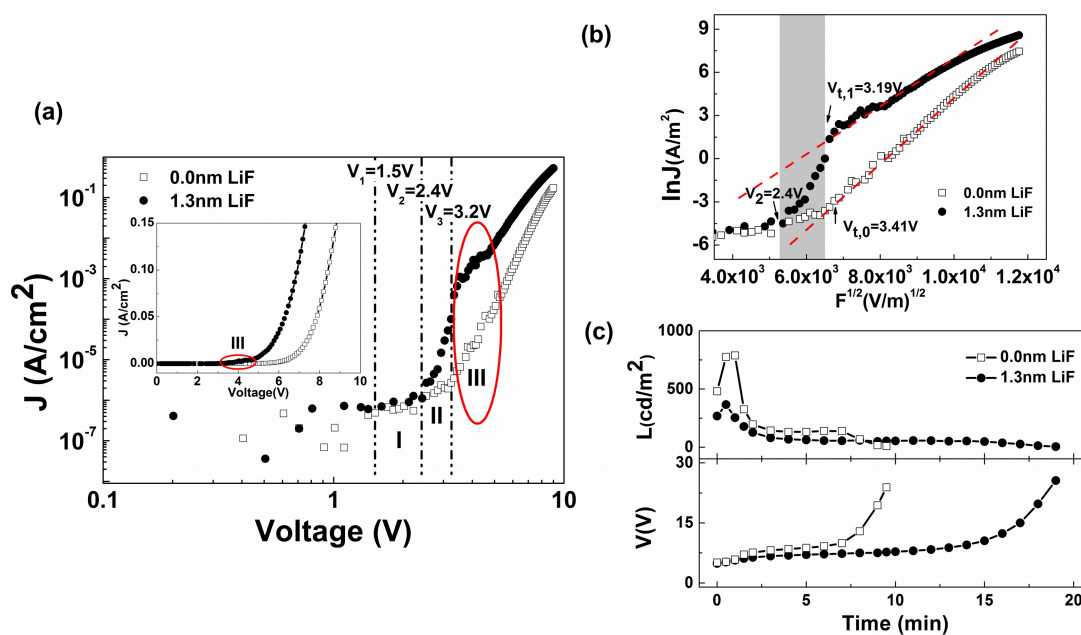 (a)
J (A/cm²)
10⁻¹
10⁻³
10⁻⁵
10⁻⁷
0.0nm LiF
1.3nm LiF
V₁=1.5V
V₂=2.4V
V₃=3.2V
J (A/cm²)
0.15
0.10
0.05
0.00
III
0 2 4 6 8 10
Voltage(V)
I
II
III
0.1 1 10
Voltage (V)
(b)
lnJ(A/m²)
9
6
3
0
-3
-6
Vt,1=3.19V
V₂=2.4V
Vt,0=3.41V
0.0nm LiF
1.3nm LiF
4.0x10³ 6.0x10³ 8.0x10³ 1.0x10⁴ 1.2x10⁴
F¹/²(V/m)¹/²
(c)
L(cd/m²)
1000
750
500
250
0
0.0nm LiF
1.3nm LiF
V(V)
30
15
0
0 5 10 15 20
Time (min)